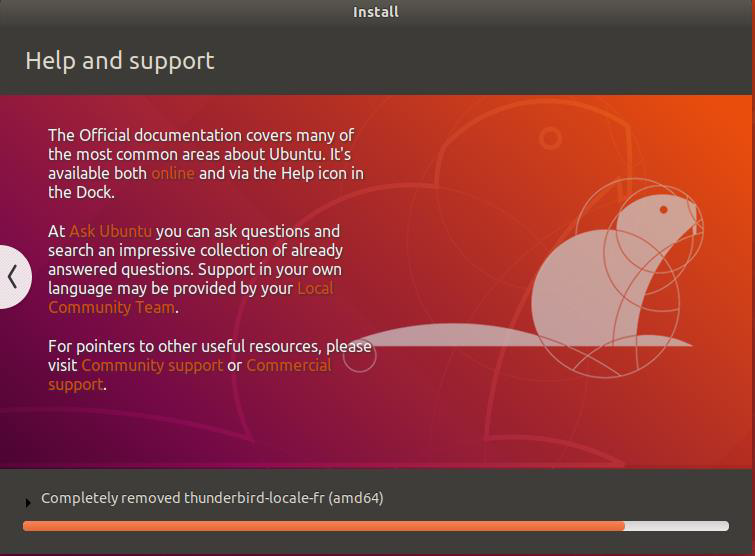 Install
Help and support
The Official documentation covers many of
the most common areas about Ubuntu. It's
available both online and via the Help icon in
the Dock.
At Ask Ubuntu you can ask questions and
search an impressive collection of already
answered questions. Support in your own
language may be provided by your Local
Community Team.
For pointers to other useful resources, please
visit Community support or Commercial
support.
Completely removed thunderbird-locale-fr (amd64)